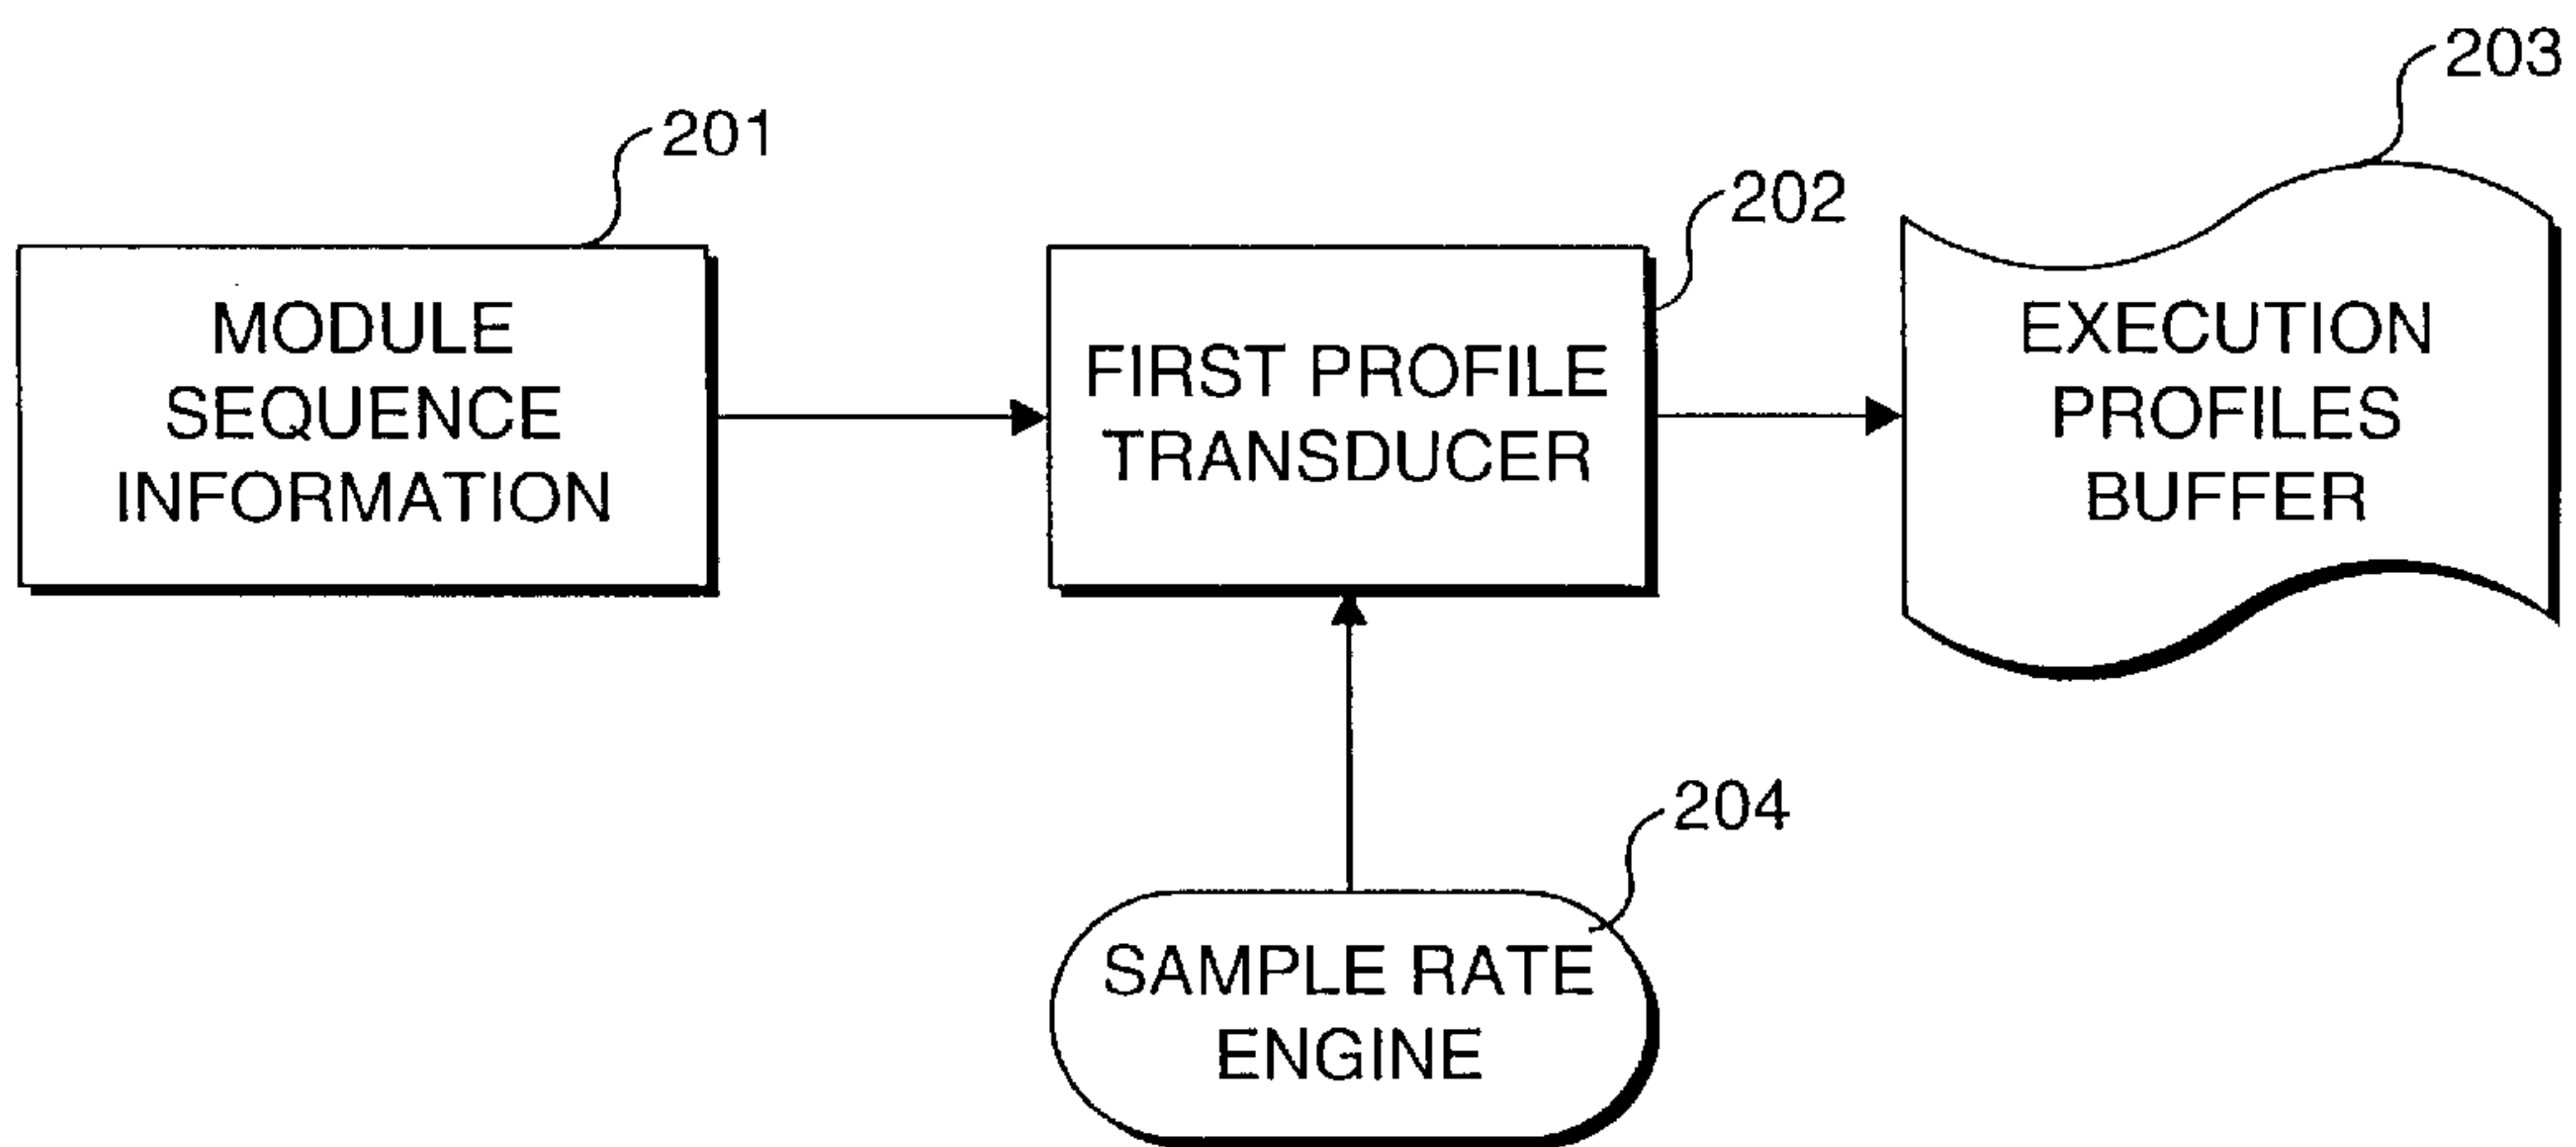 203
201
202
MODULE
SEQUENCE
INFORMATION
FIRST PROFILE
TRANSDUCER
EXECUTION
PROFILES
BUFFER
204
SAMPLE RATE
ENGINE